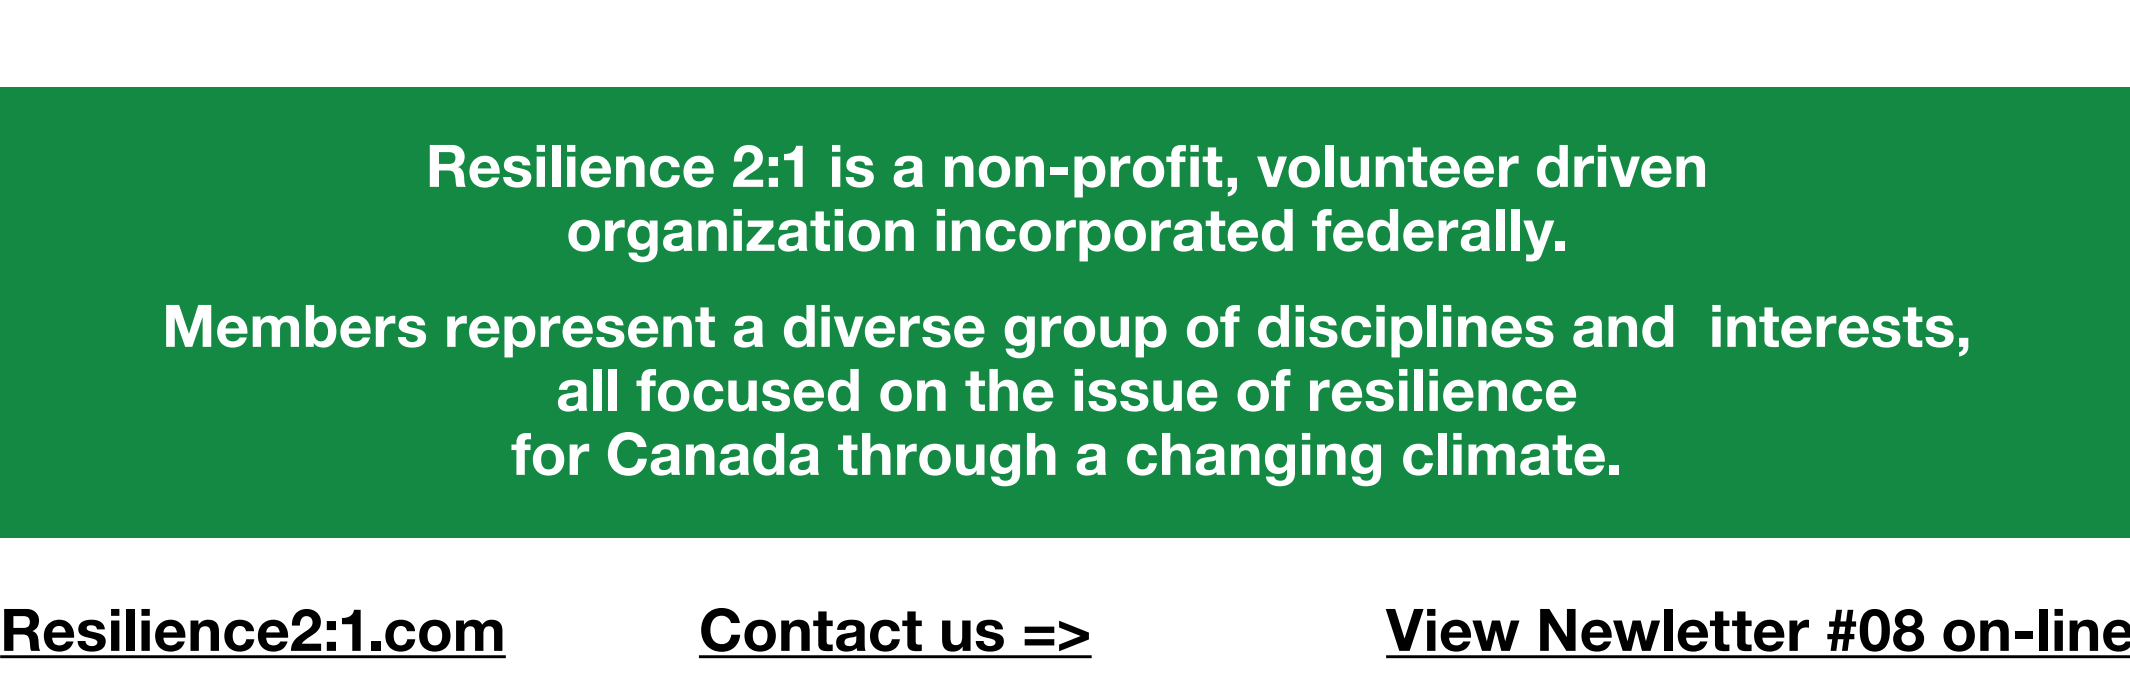 Resilience 2:1 is a non-profit, volunteer driven
organization incorporated federally.
Members represent a diverse group of disciplines and  interests,
all focused on the issue of resilience
for Canada through a changing climate.
Resilience2:1.com Contact us => View Newletter #08 on-line